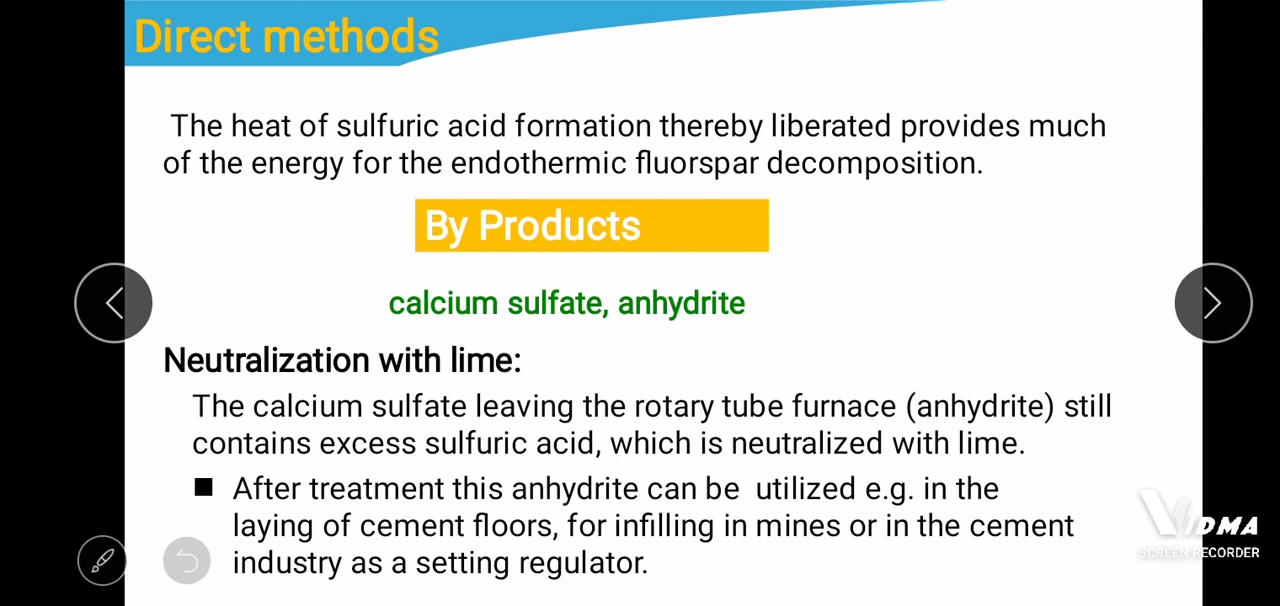 Direct methods
The heat of sulfuric acid formation thereby liberated provides much
of the energy for the endothermic fluorspar decomposition.
By Products
calcium sulfate, anhydrite
Neutralization with lime:
The calcium sulfate leaving the rotary tube furnace (anhydrite) still
contains excess sulfuric acid, which is neutralized with lime.
■ After treatment this anhydrite can be utilized e.g. in the
laying of cement floors, for infilling in mines or in the cement
industry as a setting regulator.
VIDMA
SCREEN RECORDER